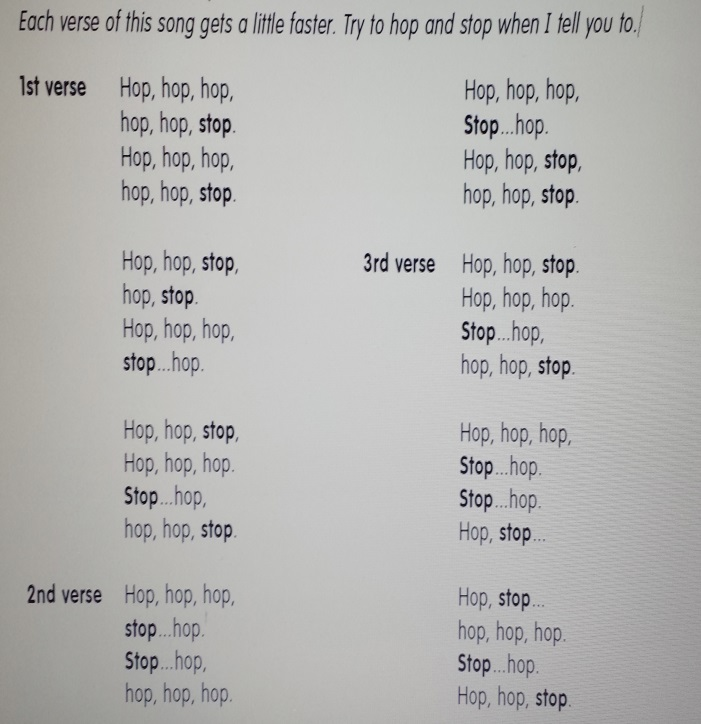 Each verse of this song gets a little faster. Try to hop and stop when I tell you to.
1st verse
Hop, hop, hop,
hop, hop, stop.
Hop, hop, hop,
hop, hop, stop.
Hop, hop, stop,
hop, stop.
Hop, hop, hop,
stop...hop.
Hop, hop, stop,
Hop, hop, hop.
Stop...hop,
hop, hop, stop.
2nd verse
Hop, hop, hop,
stop...hop.
Stop...hop,
hop, hop, hop.
Hop, hop, hop,
Stop...hop.
Hop, hop, stop,
hop, hop, stop.
3rd verse
Hop, hop, stop.
Hop, hop, hop.
Stop...hop,
hop, hop, stop.
Hop, hop, hop,
Stop...hop.
Stop...hop.
Hop, stop...
Hop, stop...
hop, hop, hop.
Stop...hop.
Hop, hop, stop.